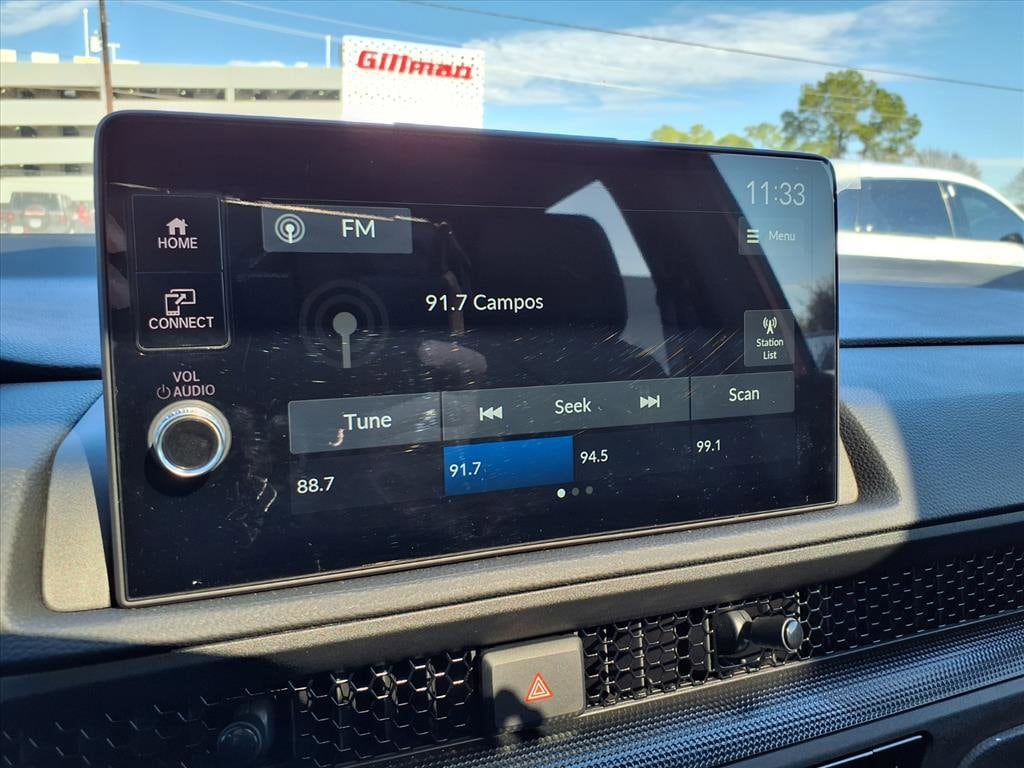 Gillman
11:33
HOME
FM
Menu
CONNECT
91.7 Campos
Station
List
VOL
AUDIO
Tune
Seek
Scan
88.7
91.7
94.5
99.1